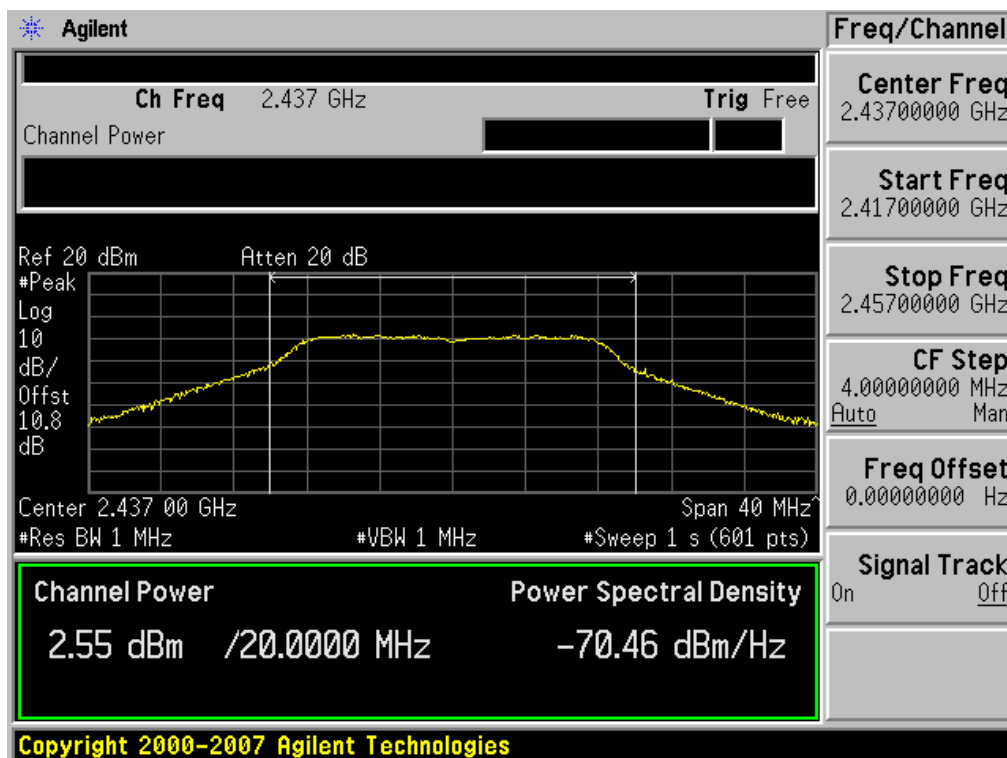 Agilent
Ch Freq 2.437 GHz Trig Free
Channel Power
Ref 20 dBm Atten 20 dB
#Peak
Log
10
dB/
Offst
10.8
dB
Center 2.437 00 GHz Span 40 MHz^
#Res BW 1 MHz #VBW 1 MHz #Sweep 1 s (601 pts)
Channel Power Power Spectral Density
2.55 dBm /20.0000 MHz -70.46 dBm/Hz
Copyright 2000-2007 Agilent Technologies
Freq/Channel
Center Freq
2.43700000 GHz
Start Freq
2.41700000 GHz
Stop Freq
2.45700000 GHz
CF Step
4.00000000 MHz
Auto Man
Freq Offset
0.00000000 Hz
Signal Track
On Off